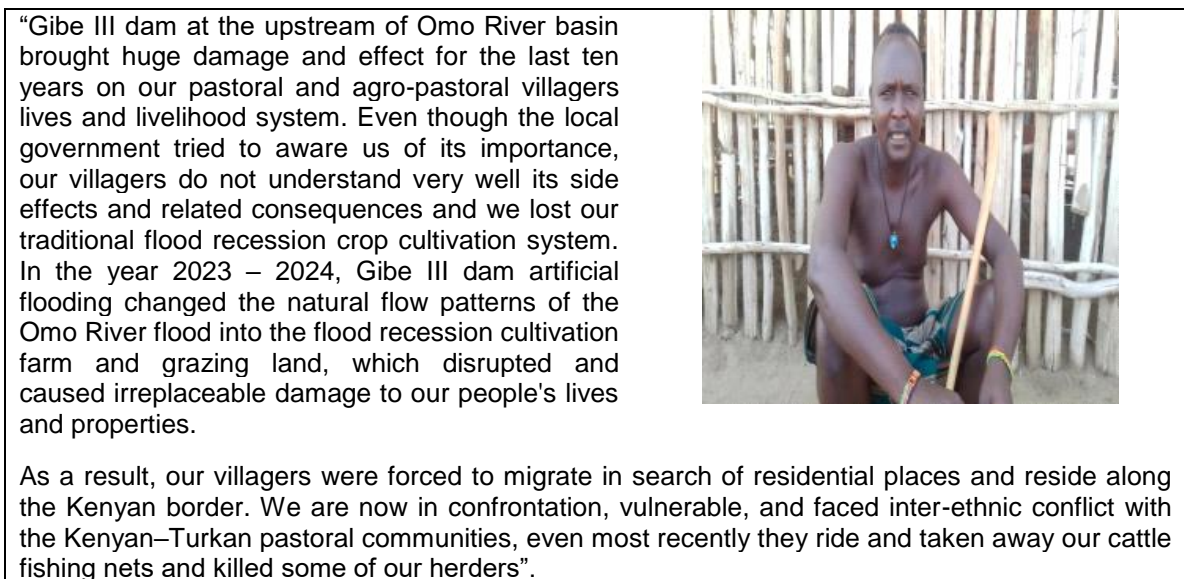 “Gibe III dam at the upstream of Omo River basin
brought huge damage and effect for the last ten
years on our pastoral and agro-pastoral villagers
lives and livelihood system. Even though the local
government tried to aware us of its importance,
our villagers do not understand very well its side
effects and related consequences and we lost our
traditional flood recession crop cultivation system.
In the year 2023 – 2024, Gibe III dam artificial
flooding changed the natural flow patterns of the
Omo River flood into the flood recession cultivation
farm and grazing land, which disrupted and
caused irreplaceable damage to our people's lives
and properties.
As a result, our villagers were forced to migrate in search of residential places and reside along
the Kenyan border. We are now in confrontation, vulnerable, and faced inter-ethnic conflict with
the Kenyan–Turkan pastoral communities, even most recently they ride and taken away our cattle
fishing nets and killed some of our herders”.